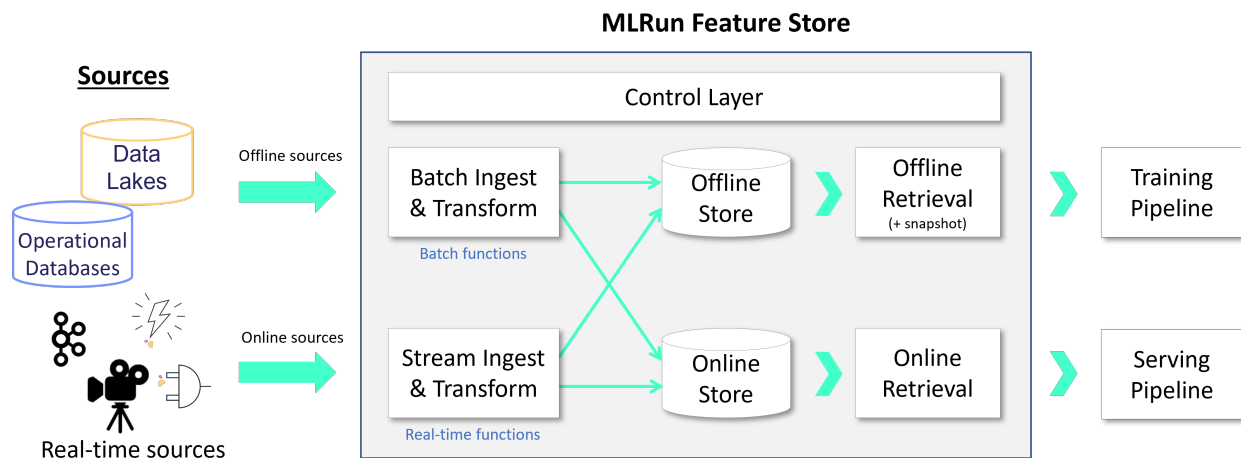 MLRun Feature Store
Sources
Control Layer
Data
Lakes
Operational
Databases
Offline sources
Batch Ingest
& Transform
Batch functions
Offline
Store
Offline
Retrieval
(+ snapshot)
Training
Pipeline
Real-time sources
Online sources
Stream Ingest
& Transform
Real-time functions
Online
Store
Online
Retrieval
Serving
Pipeline